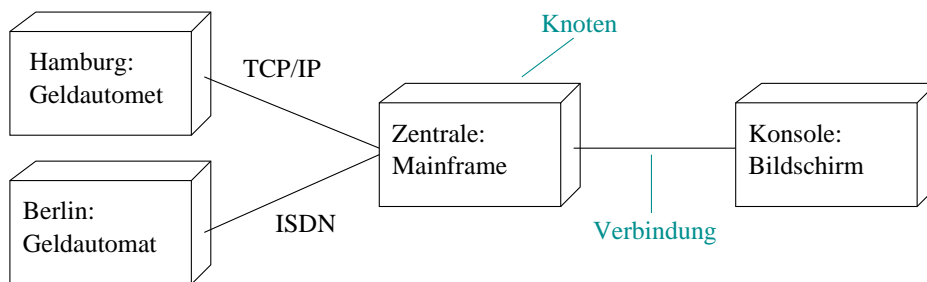 Knoten
Hamburg:
Geldautomet
TCP/IP
Zentrale:
Mainframe
Konsole:
Bildschirm
Berlin:
Geldautomat
ISDN
Verbindung